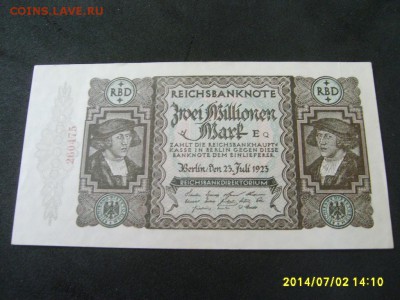 COINS.LAVE.RU
RBD
RBD
REICHSBANKNOTE
Zwei Millionen
Mark
E
ZAHLT DIE REICHSBANKHAUPT-
KASSE IN BERLIN GEGEN DIESE
BANKNOTE DEM EINLIEFERER
Berlin, den 23. Juli 1923
REICHSBANKDIREKTORIUM
260475
2014/07/02 14:10